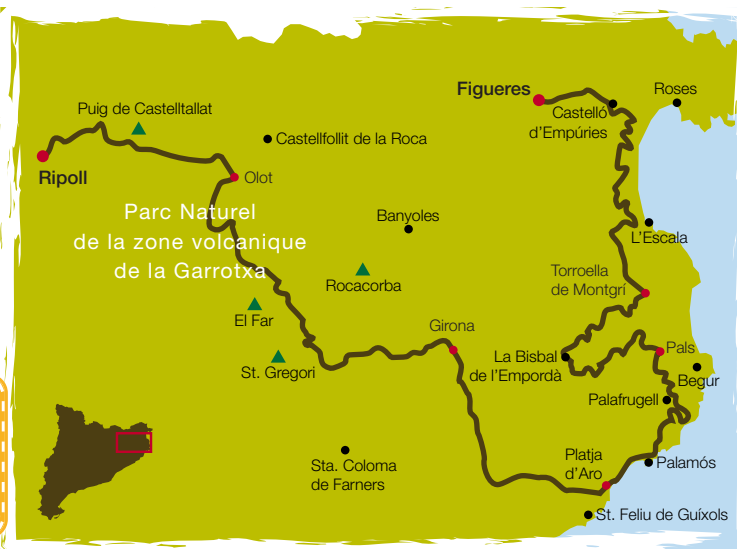 Figueres
Roses
Puig de Castelltallat
Castelló
d'Empúries
Castellfollit de la Roca
Ripoll
Olot
Parc Naturel
de la zone volcanique
de la Garrotxa
Banyoles
L'Escala
Rocacorba
Torroella
de Montgrí
El Far
Girona
St. Gregori
La Bisbal
de l'Empordà
Pals
Begur
Palafrugell
Sta. Coloma
de Farners
Platja
d'Aro
Palamós
St. Feliu de Guíxols